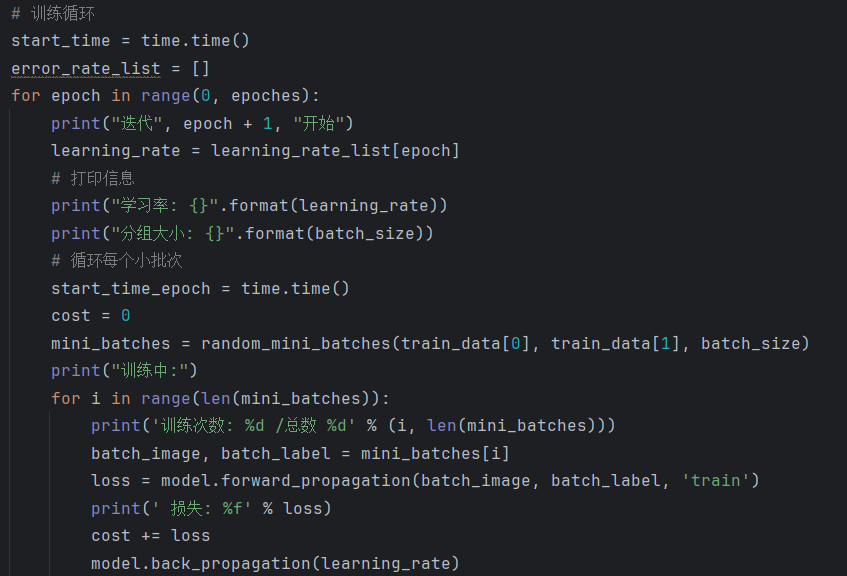 # 训练循环
start_time = time.time()
error_rate_list = []
for epoch in range(0, epoches):
    print("迭代", epoch + 1, "开始")
    learning_rate = learning_rate_list[epoch]
    # 打印信息
    print("学习率: {}".format(learning_rate))
    print("分组大小: {}".format(batch_size))
    # 循环每个小批次
    start_time_epoch = time.time()
    cost = 0
    mini_batches = random_mini_batches(train_data[0], train_data[1], batch_size)
    print("训练中:")
    for i in range(len(mini_batches)):
        print('训练次数: %d /总数 %d' % (i, len(mini_batches)))
        batch_image, batch_label = mini_batches[i]
        loss = model.forward_propagation(batch_image, batch_label, 'train')
        print(' 损失: %f' % loss)
        cost += loss
        model.back_propagation(learning_rate)